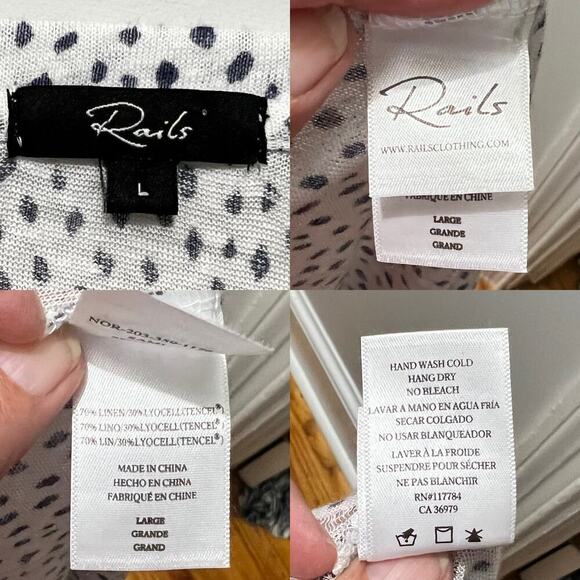 Rails
L
Rails
WWW.RAILSCLOTHING.COM
FABRIQUÉ EN CHINE
LARGE
GRANDE
GRAND
70% LINEN/30%LYOCELL(TENCEL®
70% LINO/30%LYOCELL(TENCEL®
70% LIN/30%LYOCELL(TENCEL®
MADE IN CHINA
HECHO EN CHINA
FABRIQUÉ EN CHINE
LARGE
GRANDE
GRAND
HAND WASH COLD
HANG DRY
NO BLEACH
LAVAR A MANO EN AGUA FRÍA
SECAR COLGADO
NO USAR BLANQUEADOR
LAVER À LA FROIDE
SUSPENDRE POUR SÉCHER
NE PAS BLANCHIR
RN#117784
CA 36979